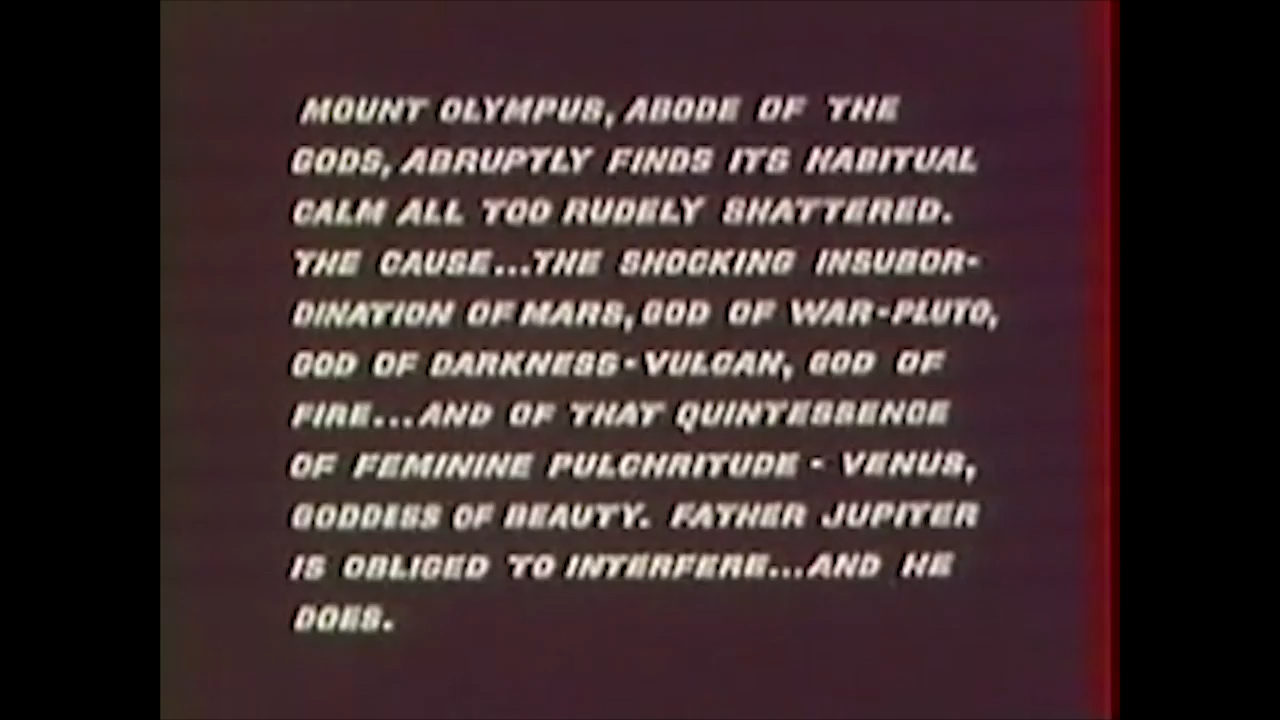 MOUNT OLYMPUS, ABODE OF THE
GODS, ABRUPTLY FINDS ITS HABITUAL
CALM ALL TOO RUDELY SHATTERED.
THE CAUSE...THE SHOCKING INSUBOR-
DINATION OF MARS, GOD OF WAR-PLUTO,
GOD OF DARKNESS-VULCAN, GOD OF
FIRE...AND OF THAT QUINTESSENCE
OF FEMININE PULCHRITUDE - VENUS,
GODDESS OF BEAUTY. FATHER JUPITER
IS OBLIGED TO INTERFERE...AND HE
DOES.